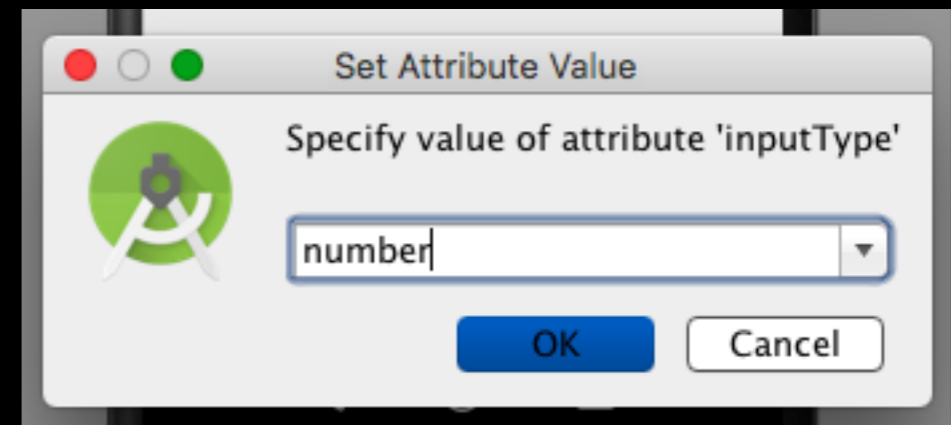 Set Attribute Value
Specify value of attribute 'inputType'
number
OK
Cancel